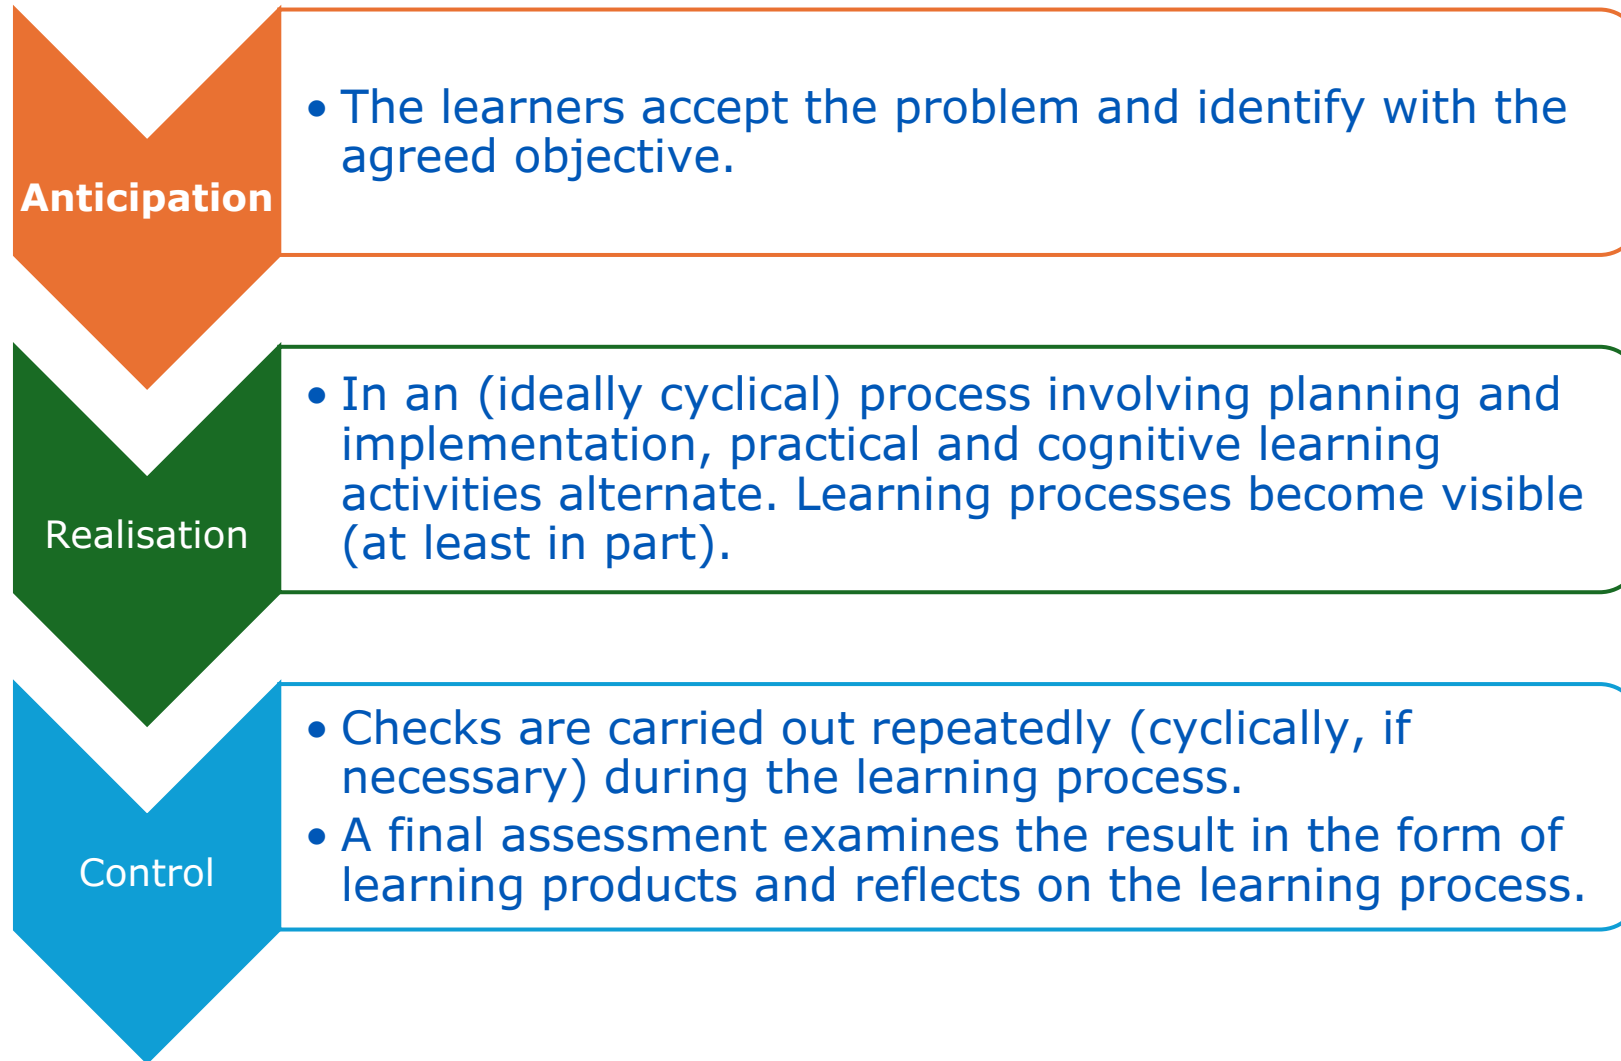 Anticipation
• The learners accept the problem and identify with the
agreed objective.
Realisation
• In an (ideally cyclical) process involving planning and
implementation, practical and cognitive learning
activities alternate. Learning processes become visible
(at least in part).
Control
• Checks are carried out repeatedly (cyclically, if
necessary) during the learning process.
• A final assessment examines the result in the form of
learning products and reflects on the learning process.